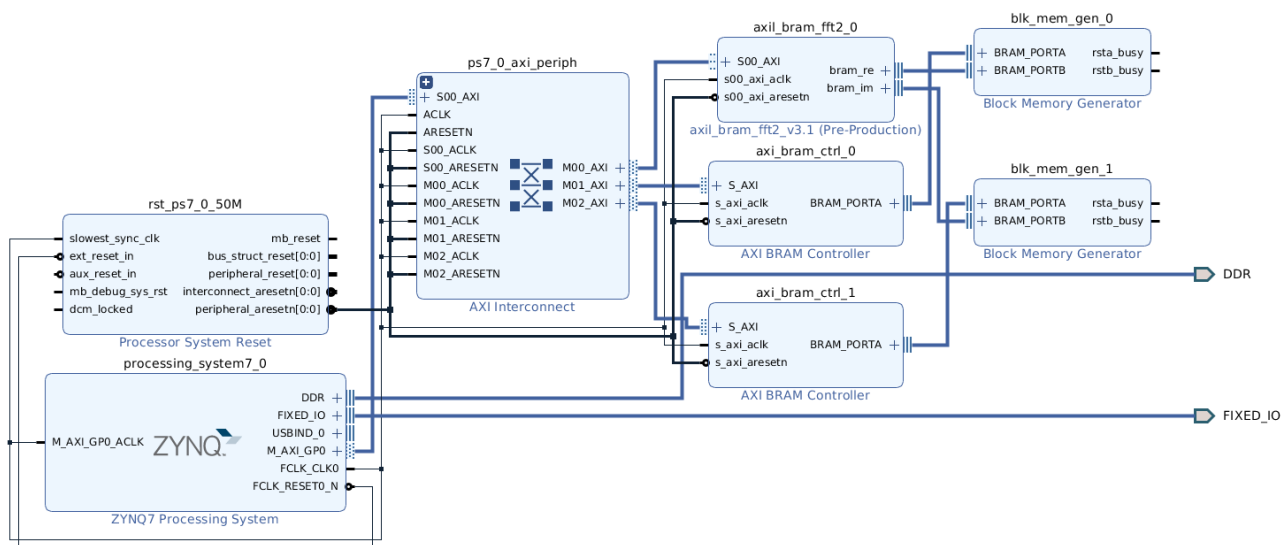 blk_mem_gen_0
BRAM_PORTA rsta_busy
BRAM_PORTB rstb_busy
Block Memory Generator
axil_bram_fft2_0
S00_AXI
s00_axi_aclk
s00_axi_aresetn
bram_re
bram_im
axil_bram_fft2_v3.1 (Pre-Production)
ps7_0_axi_periph
S00_AXI
ACLK
ARESETN
S00_ACLK
S00_ARESETN
M00_ACLK
M00_ARESETN
M01_ACLK
M01_ARESETN
M02_ACLK
M02_ARESETN
M00_AXI
M01_AXI
M02_AXI
AXI Interconnect
axi_bram_ctrl_0
S_AXI
s_axi_aclk
s_axi_aresetn
BRAM_PORTA
AXI BRAM Controller
blk_mem_gen_1
BRAM_PORTA rsta_busy
BRAM_PORTB rstb_busy
Block Memory Generator
rst_ps7_0_50M
slowest_sync_clk mb_reset
ext_reset_in bus_struct_reset[0:0]
aux_reset_in peripheral_reset[0:0]
mb_debug_sys_rst interconnect_aresetn[0:0]
dcm_locked peripheral_aresetn[0:0]
Processor System Reset
DDR
axi_bram_ctrl_1
S_AXI
s_axi_aclk
s_axi_aresetn
BRAM_PORTA
AXI BRAM Controller
processing_system7_0
DDR
FIXED_IO
USBIND_0
M_AXI_GP0
FCLK_CLK0
FCLK_RESET0_N
M_AXI_GP0_ACLK
ZYNQ
ZYNQ7 Processing System
FIXED_IO